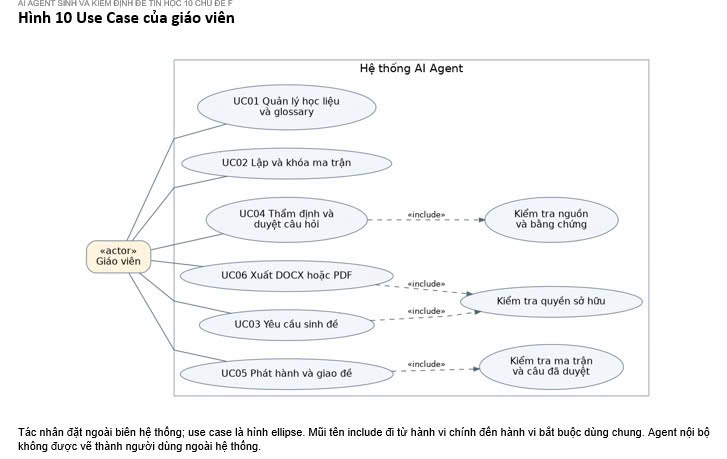 AI AGENT SINH VÀ KIỂM ĐỊNH ĐỀ TIN HỌC 10 CHỦ ĐỀ F
Hình 10 Use Case của giáo viên
Hệ thống AI Agent
UC01 Quản lý học liệu
và glossary
UC02 Lập và khóa ma trận
UC04 Thẩm định và
duyệt câu hỏi
«include»
Kiểm tra nguồn
và bằng chứng
«actor»
Giáo viên
UC06 Xuất DOCX hoặc PDF
«include»
Kiểm tra quyền sở hữu
UC03 Yêu cầu sinh đề
«include»
UC05 Phát hành và giao đề
«include»
Kiểm tra ma trận
và câu đã duyệt
Tác nhân đặt ngoài biên hệ thống; use case là hình ellipse. Mũi tên include đi từ hành vi chính đến hành vi bắt buộc dùng chung. Agent nội bộ
không được vẽ thành người dùng ngoài hệ thống.